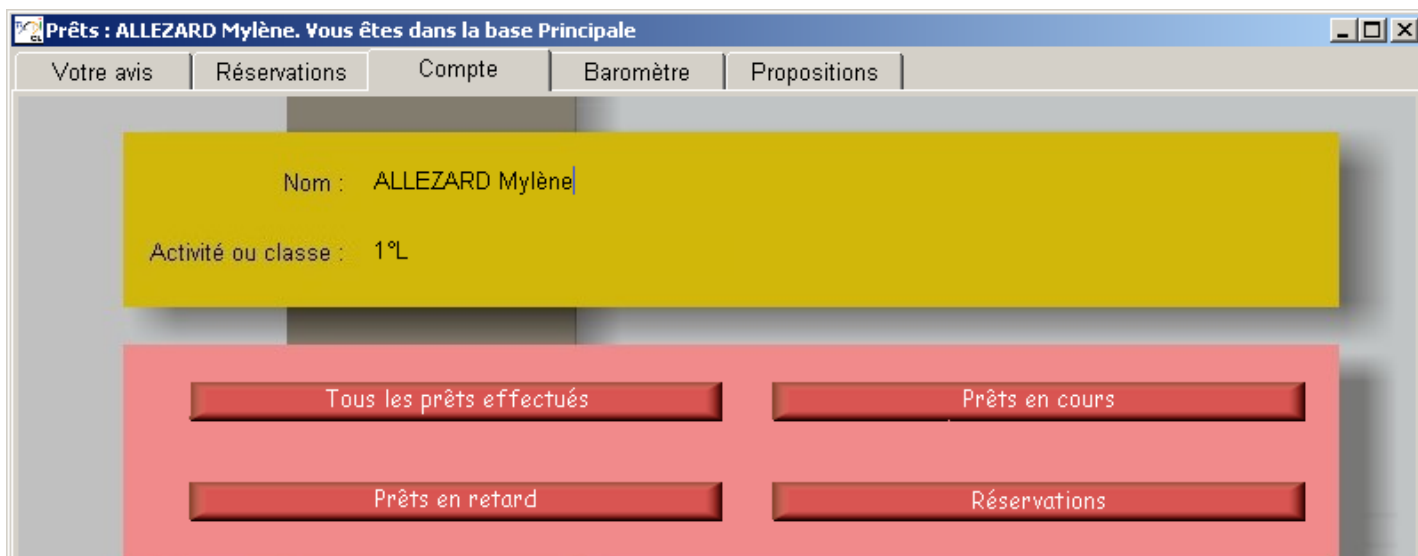 Prêts : ALLEZARD Mylène. Vous êtes dans la base Principale
Votre avis Réservations Compte Baromètre Propositions
Nom : ALLEZARD Mylène
Activité ou classe : 1°L
Tous les prêts effectués Prêts en cours
Prêts en retard Réservations